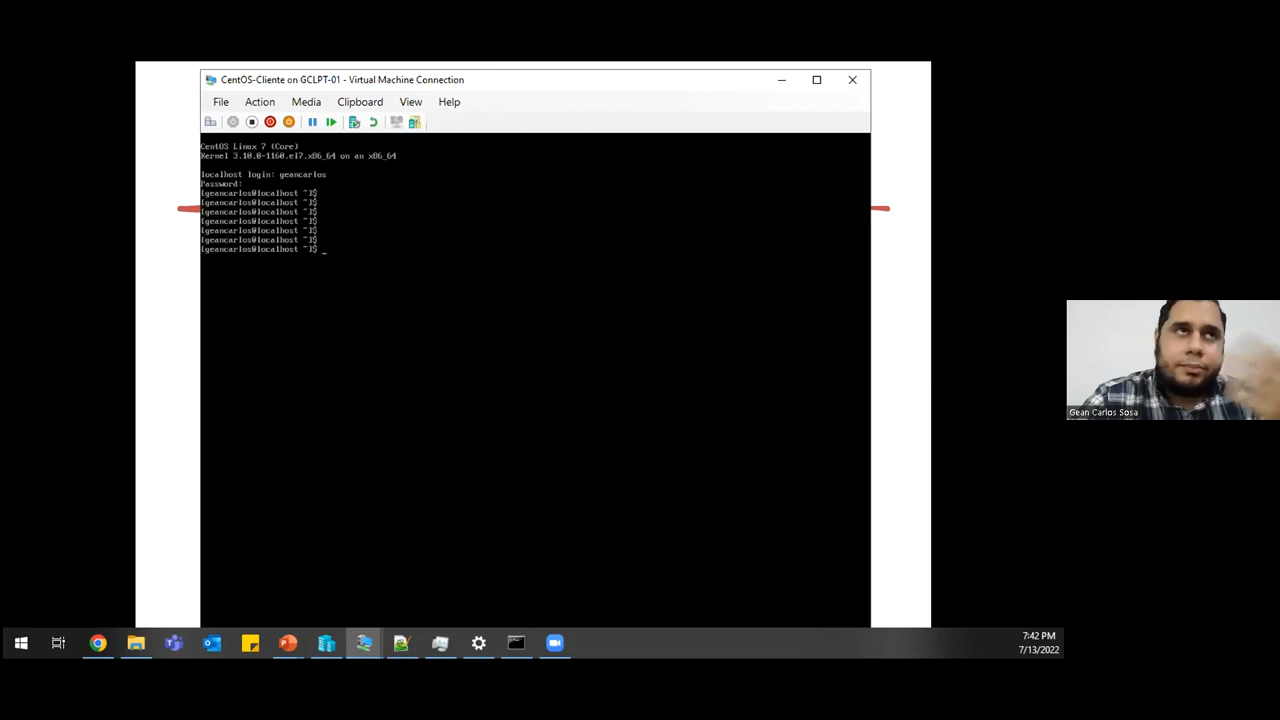 CentOS-Cliente on GCLPT-01 - Virtual Machine Connection
File Action Media Clipboard View Help
CentOS Linux 7 (Core)
Kernel 3.10.0-1160.el7.x86_64 on an x86_64
localhost login: geancarlos
Password:
[geancarlos@localhost ~]$
[geancarlos@localhost ~]$
[geancarlos@localhost ~]$
[geancarlos@localhost ~]$
[geancarlos@localhost ~]$
[geancarlos@localhost ~]$
[geancarlos@localhost ~]$ _
Gean Carlos Sosa
7:42 PM
7/13/2022